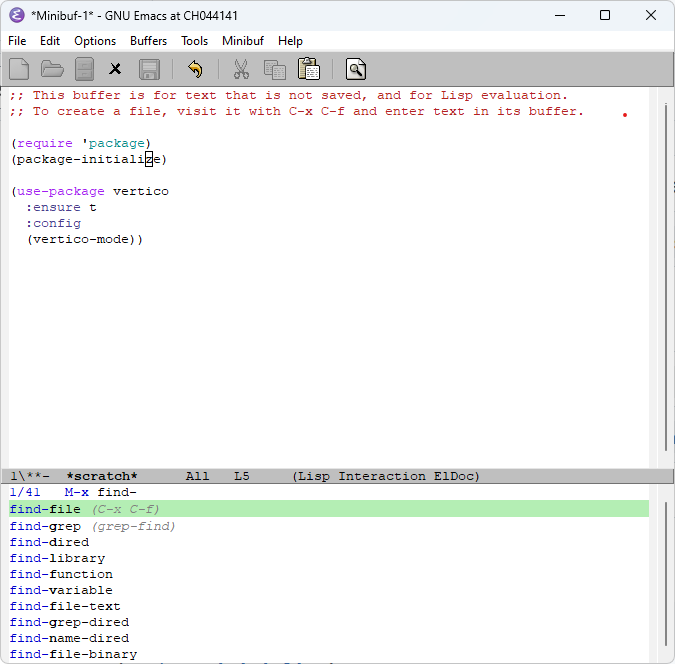 *Minibuf-1* - GNU Emacs at CH044141
File Edit Options Buffers Tools Minibuf Help
;; This buffer is for text that is not saved, and for Lisp evaluation.
;; To create a file, visit it with C-x C-f and enter text in its buffer.
(require 'package)
(package-initialize)
(use-package vertico
  :ensure t
  :config
  (vertico-mode))
1\**-  *scratch*      All   L5     (Lisp Interaction ElDoc)
1/41   M-x find-
find-file (C-x C-f)
find-grep (grep-find)
find-dired
find-library
find-function
find-variable
find-file-text
find-grep-dired
find-name-dired
find-file-binary